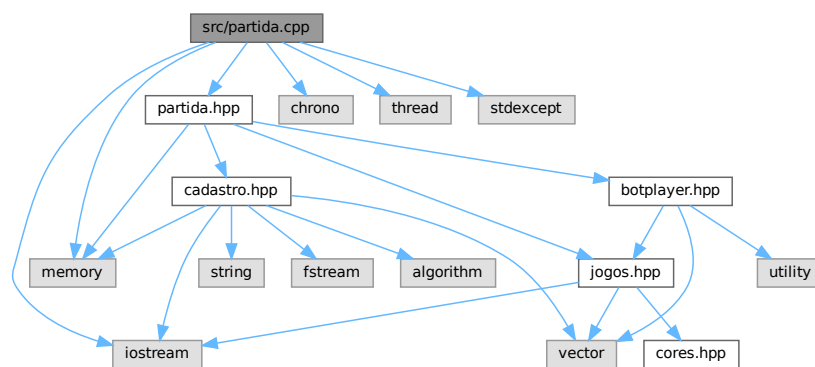 src/partida.cpp
partida.hpp
chrono
thread
stdexcept
cadastro.hpp
botplayer.hpp
memory
string
fstream
algorithm
jogos.hpp
utility
iostream
vector
cores.hpp